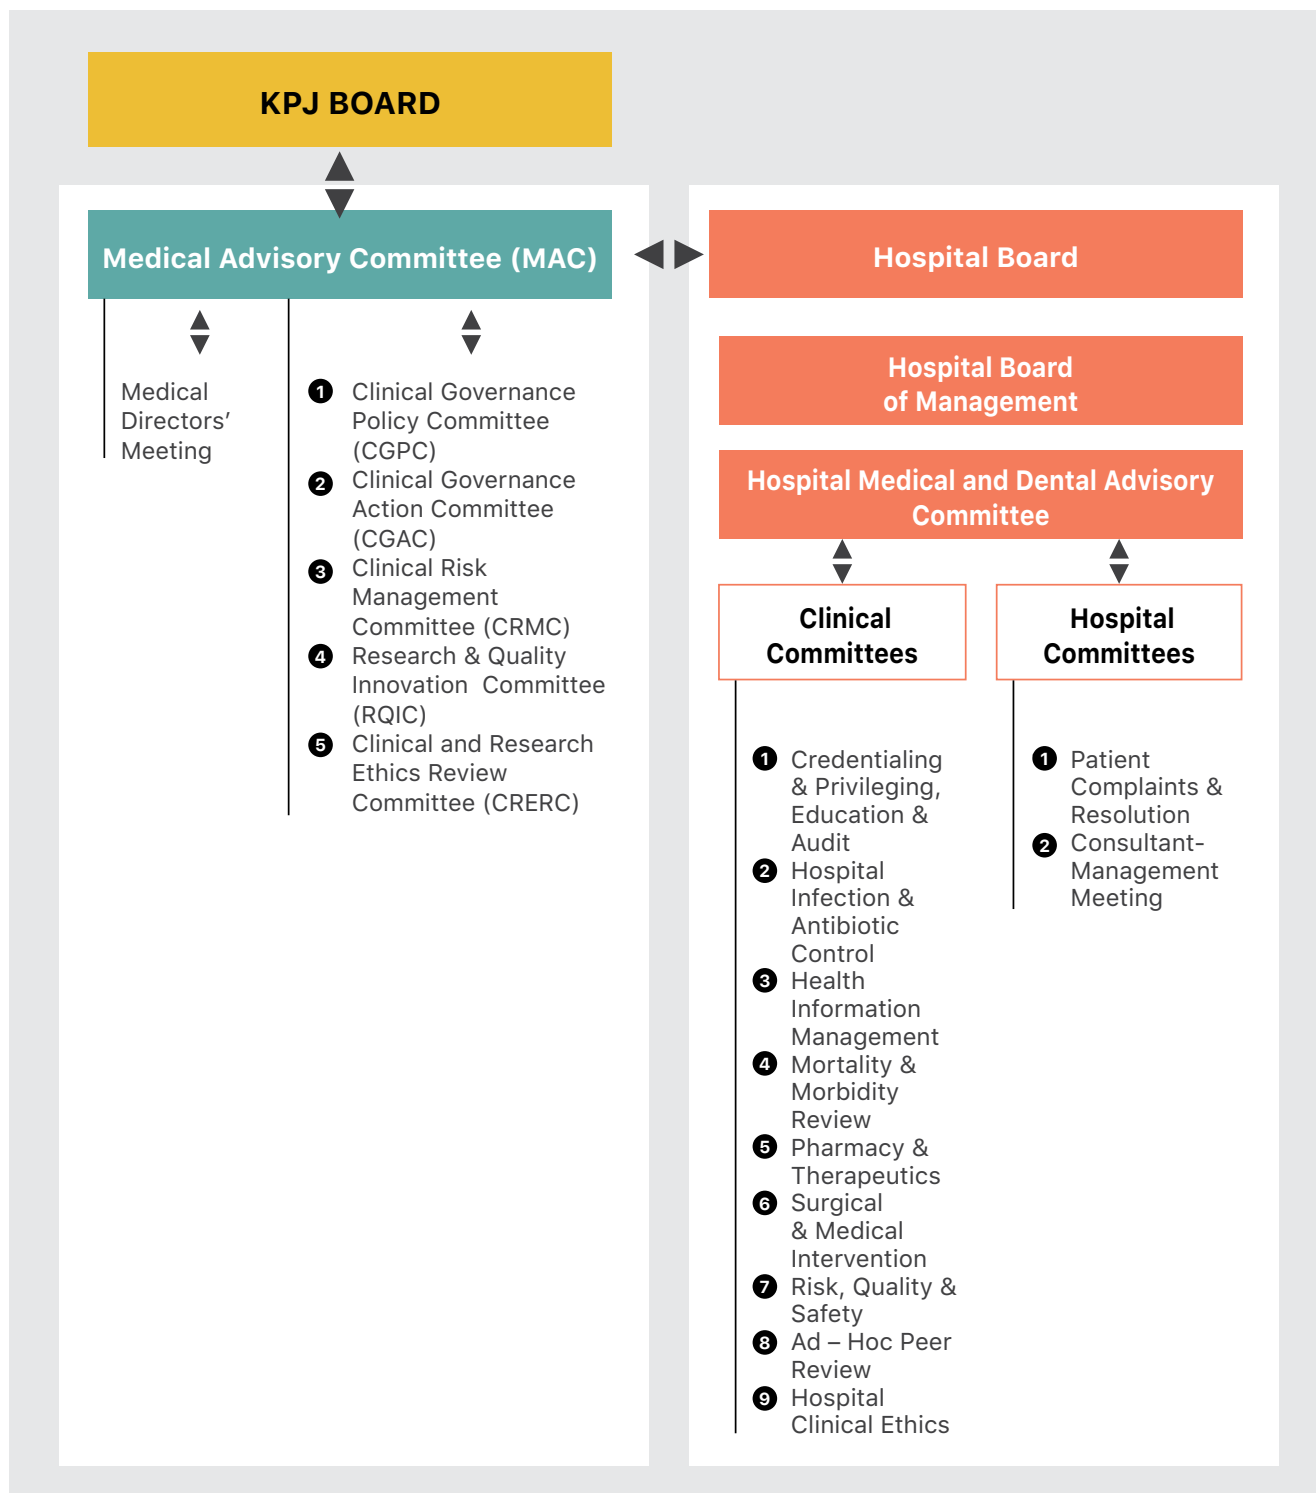 KPJ BOARD
Medical Advisory Committee (MAC)
Medical
Directors’
Meeting
1 Clinical Governance
Policy Committee
(CGPC)
2 Clinical Governance
Action Committee
(CGAC)
3 Clinical Risk
Management
Committee (CRMC)
4 Research & Quality
Innovation Committee
(RQIC)
5 Clinical and Research
Ethics Review
Committee (CRERC)
Hospital Board
Hospital Board
of Management
Hospital Medical and Dental Advisory
Committee
Clinical
Committees
1 Credentialing
& Privileging,
Education &
Audit
2 Hospital
Infection &
Antibiotic
Control
3 Health
Information
Management
4 Mortality &
Morbidity
Review
5 Pharmacy &
Therapeutics
6 Surgical
& Medical
Intervention
7 Risk, Quality &
Safety
8 Ad – Hoc Peer
Review
9 Hospital
Clinical Ethics
Hospital
Committees
1 Patient
Complaints &
Resolution
2 Consultant-
Management
Meeting